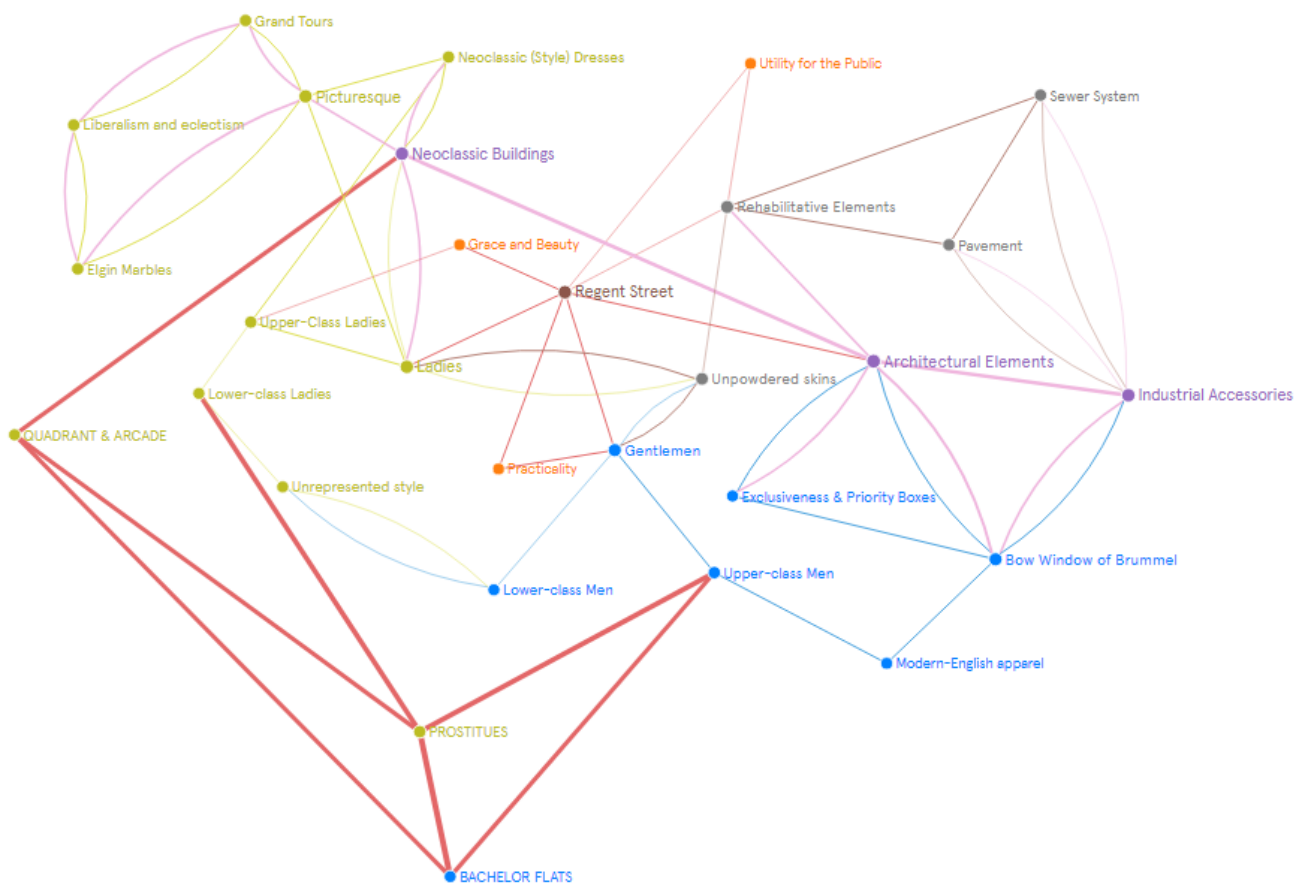 Grand Tours
Neoclassic (Style) Dresses
Utility for the Public
Picturesque
Sewer System
Liberalism and eclectism
Neoclassic Buildings
Rehabilitative Elements
Grace and Beauty
Pavement
Elgin Marbles
Regent Street
Upper-Class Ladies
Architectural Elements
Ladies
Unpowdered skins
Lower-class Ladies
Industrial Accessories
QUADRANT & ARCADE
Gentlemen
Practicality
Unrepresented style
Exclusiveness & Priority Boxes
Bow Window of Brummel
Upper-class Men
Lower-class Men
Modern-English apparel
PROSTITUES
BACHELOR FLATS